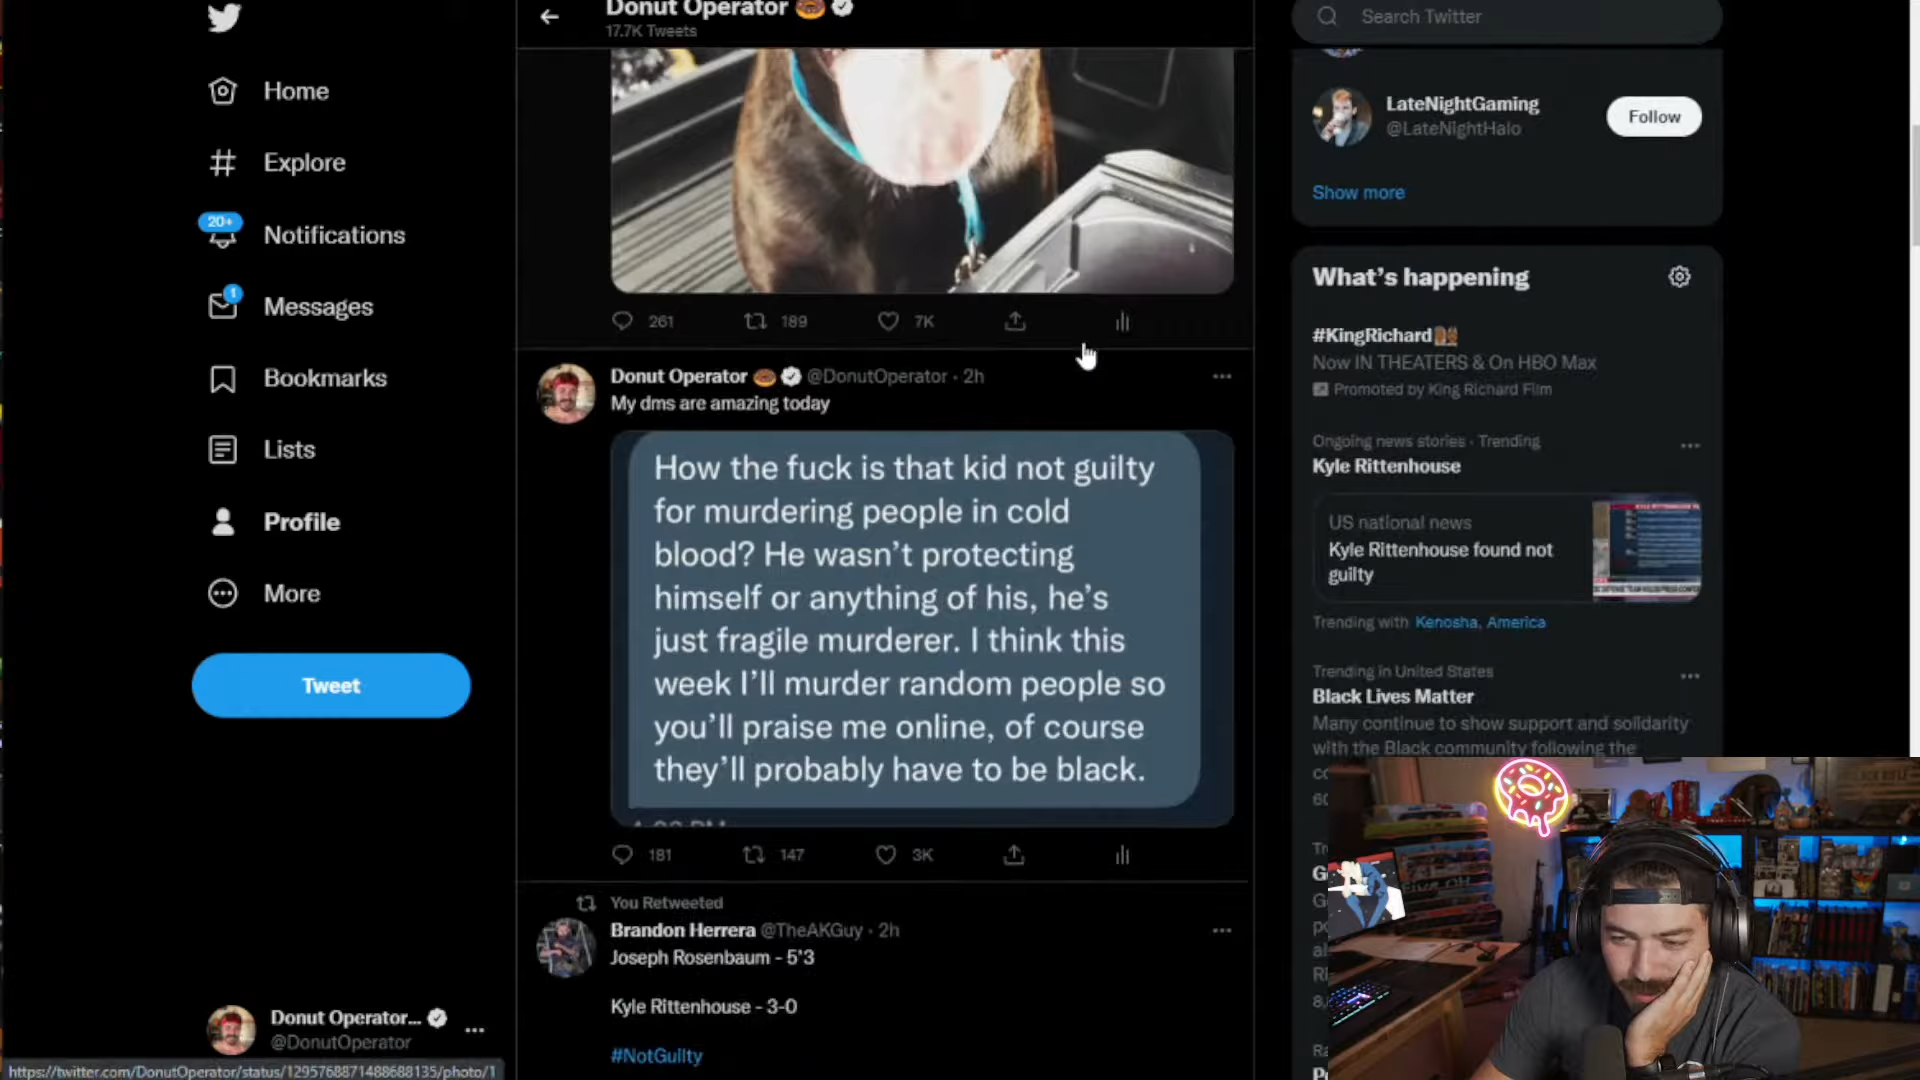 Donut Operator
17.7K Tweets
Search Twitter
Home
Explore
20+
Notifications
1
Messages
Bookmarks
Lists
Profile
More
Tweet
Donut Operator...
@DonutOperator
https://twitter.com/DonutOperator/status/1295768871488688135/photo/1
261 189 7K
Donut Operator @DonutOperator · 2h
My dms are amazing today
How the fuck is that kid not guilty
for murdering people in cold
blood? He wasn't protecting
himself or anything of his, he's
just fragile murderer. I think this
week I'll murder random people so
you'll praise me online, of course
they'll probably have to be black.
181 147 3K
You Retweeted
Brandon Herrera @TheAKGuy · 2h
Joseph Rosenbaum - 5'3
Kyle Rittenhouse - 3-0
#NotGuilty
LateNightGaming
@LateNightHalo
Follow
Show more
What's happening
#KingRichard
Now IN THEATERS & On HBO Max
Promoted by King Richard Film
Ongoing news stories · Trending
Kyle Rittenhouse
US national news
Kyle Rittenhouse found not
guilty
Trending with Kenosha, America
Trending in United States
Black Lives Matter
Many continue to show support and solidarity
with the Black community following the